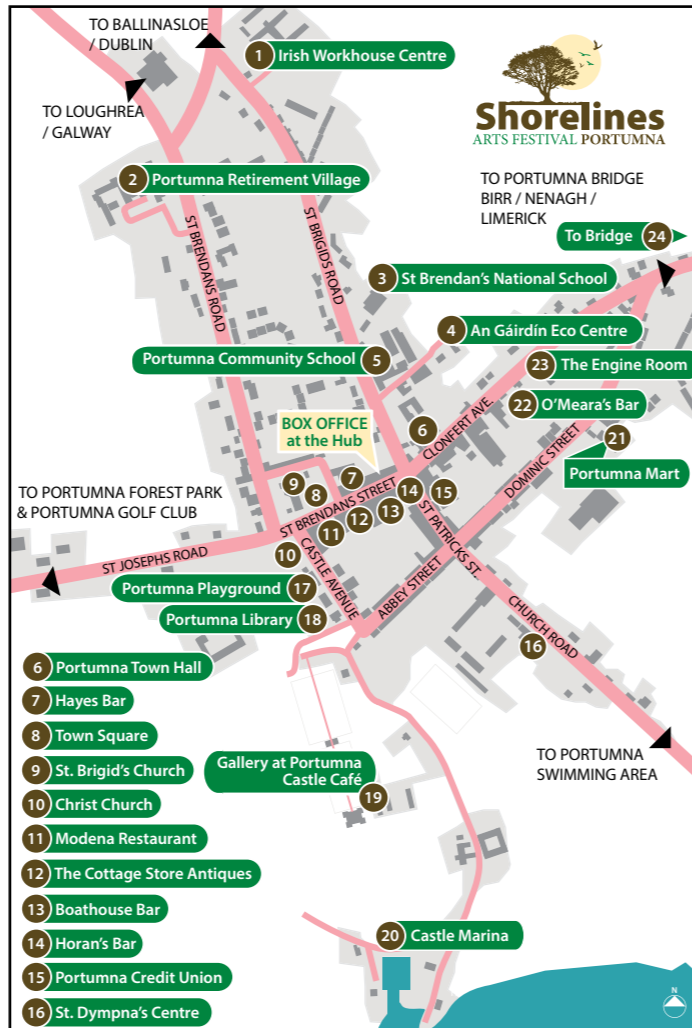 TO BALLINASLOE
/ DUBLIN
1 Irish Workhouse Centre
Shorelines
ARTS FESTIVAL PORTUMNA
TO LOUGHREA
/ GALWAY
2 Portumna Retirement Village
TO PORTUMNA BRIDGE
BIRR / NENAGH /
LIMERICK
To Bridge 24
ST BRENDANS ROAD
ST BRIGIDS ROAD
3 St Brendan's National School
4 An Gáirdín Eco Centre
Portumna Community School 5
23 The Engine Room
22 O'Meara's Bar
21
Portumna Mart
BOX OFFICE
at the Hub
6
CLONFERT AVE.
DOMINIC STREET
9
8
7
ST BRENDANS STREET
14
15
13
12
11
10
TO PORTUMNA FOREST PARK
& PORTUMNA GOLF CLUB
ST JOSEPHS ROAD
CASTLE AVENUE
ABBEY STREET
ST PATRICKS ST.
CHURCH ROAD
16
Portumna Playground 17
Portumna Library 18
TO PORTUMNA
SWIMMING AREA
Gallery at Portumna
Castle Café
19
20 Castle Marina
6 Portumna Town Hall
7 Hayes Bar
8 Town Square
9 St. Brigid's Church
10 Christ Church
11 Modena Restaurant
12 The Cottage Store Antiques
13 Boathouse Bar
14 Horan's Bar
15 Portumna Credit Union
16 St. Dympna's Centre
N